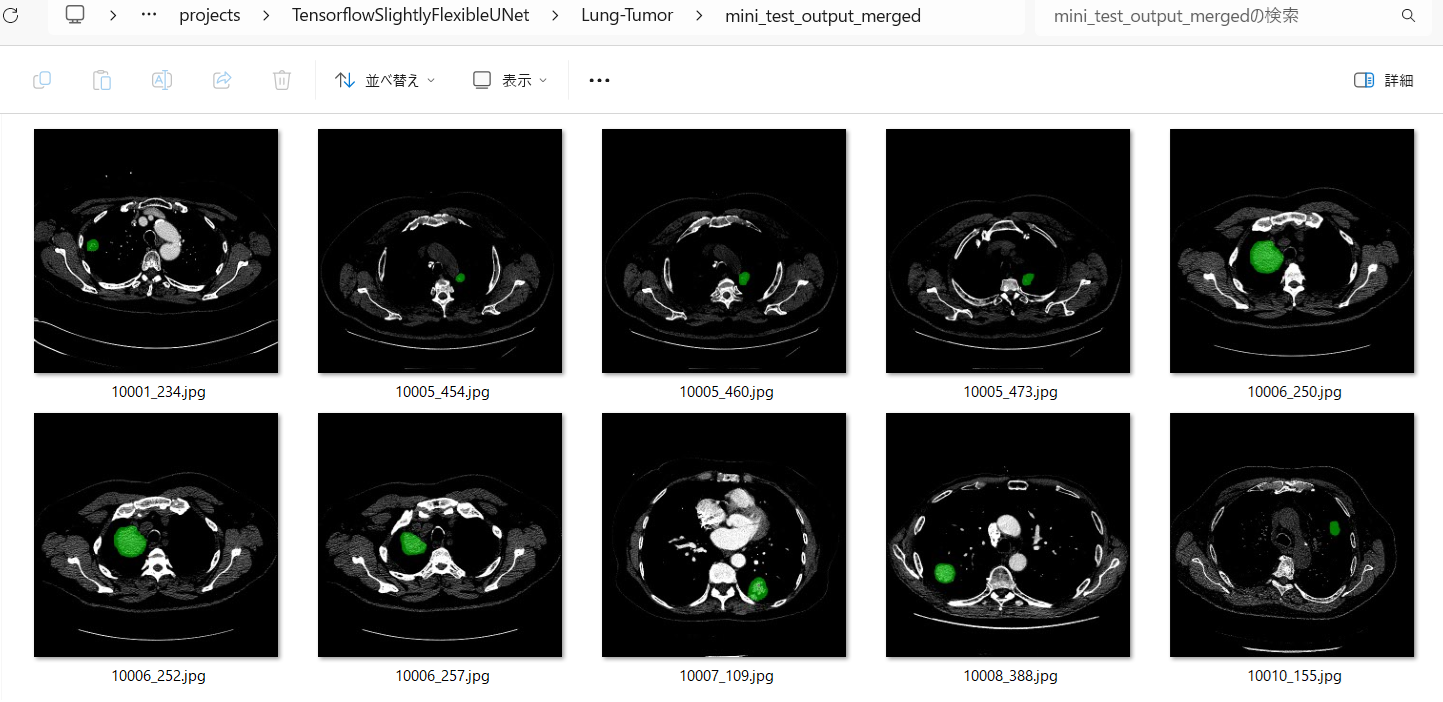 … projects > TensorflowSlightlyFlexibleUNet > Lung-Tumor > mini_test_output_merged mini_test_output_mergedの検索
並べ替え 表示 … 詳細
10001_234.jpg 10005_454.jpg 10005_460.jpg 10005_473.jpg 10006_250.jpg
10006_252.jpg 10006_257.jpg 10007_109.jpg 10008_388.jpg 10010_155.jpg